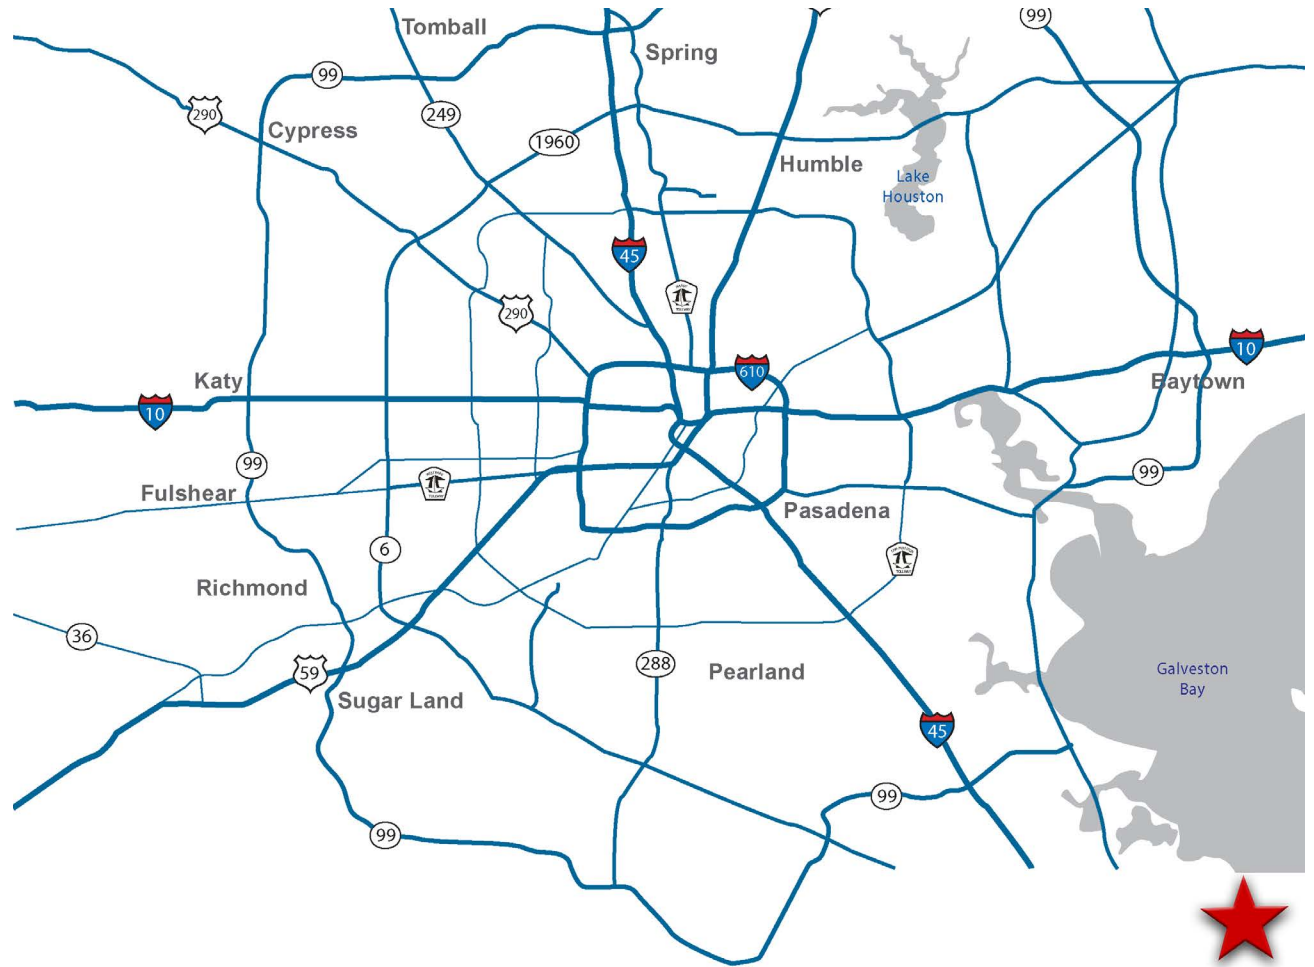 99
Tomball
Spring
99
290
249
Cypress
1960
Humble
Lake
Houston
45
290
10
610
Katy
Baytown
10
99
99
Fulshear
Pasadena
6
Richmond
36
288
59
Pearland
Galveston
Bay
Sugar Land
45
99
99